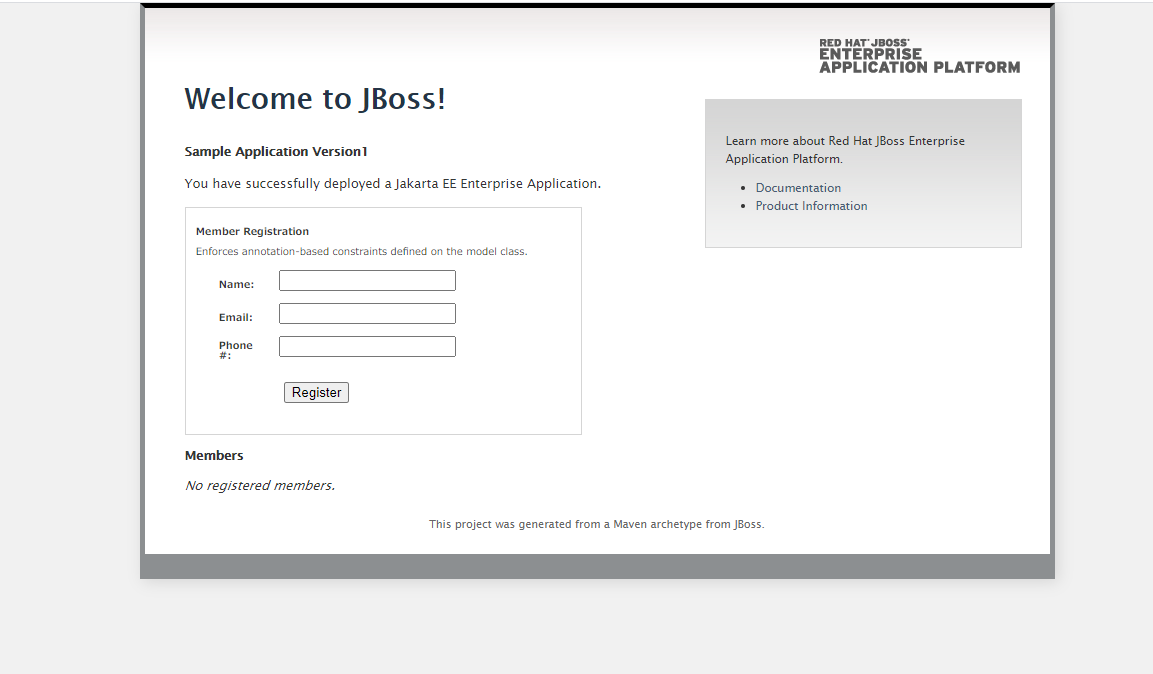 RED HAT® JBOSS®
ENTERPRISE
APPLICATION PLATFORM
Welcome to JBoss!
Sample Application Version1
You have successfully deployed a Jakarta EE Enterprise Application.
Member Registration
Enforces annotation-based constraints defined on the model class.
Name:
Email:
Phone
#:
Register
Members
No registered members.
Learn more about Red Hat JBoss Enterprise
Application Platform.
• Documentation
• Product Information
This project was generated from a Maven archetype from JBoss.